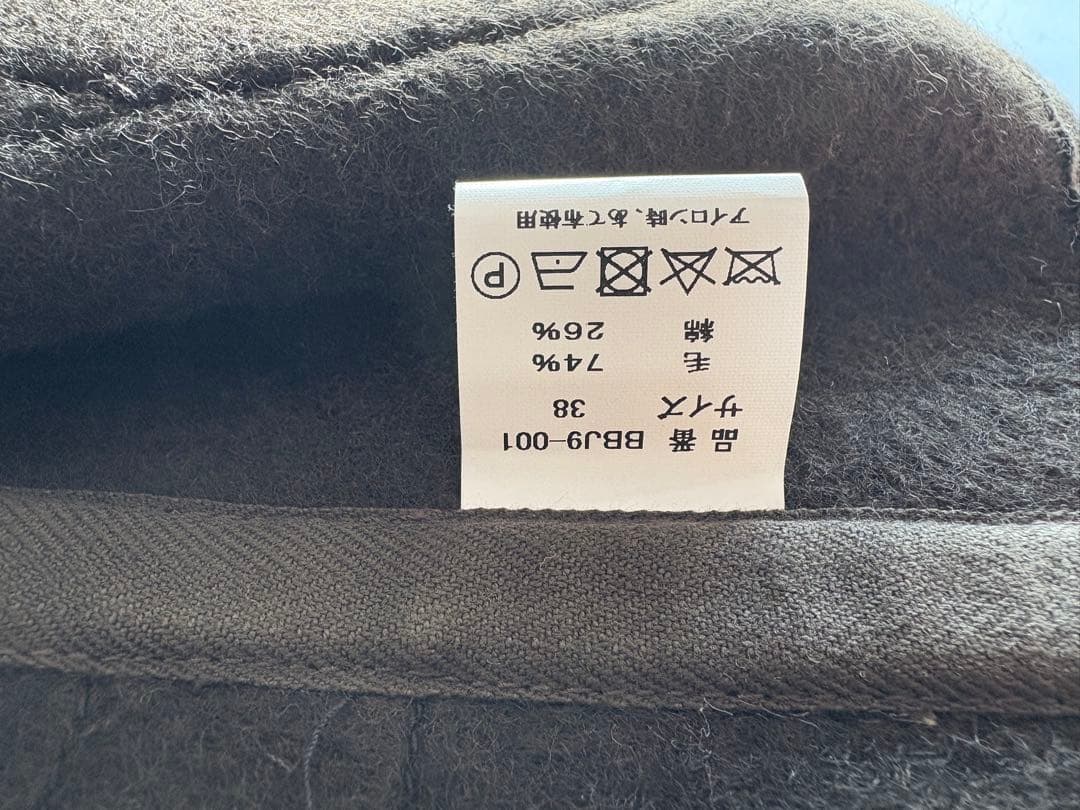 品番 BBJ9-001
サイズ 38
毛 74%
綿 26%
P
アイロン時、あて布使用